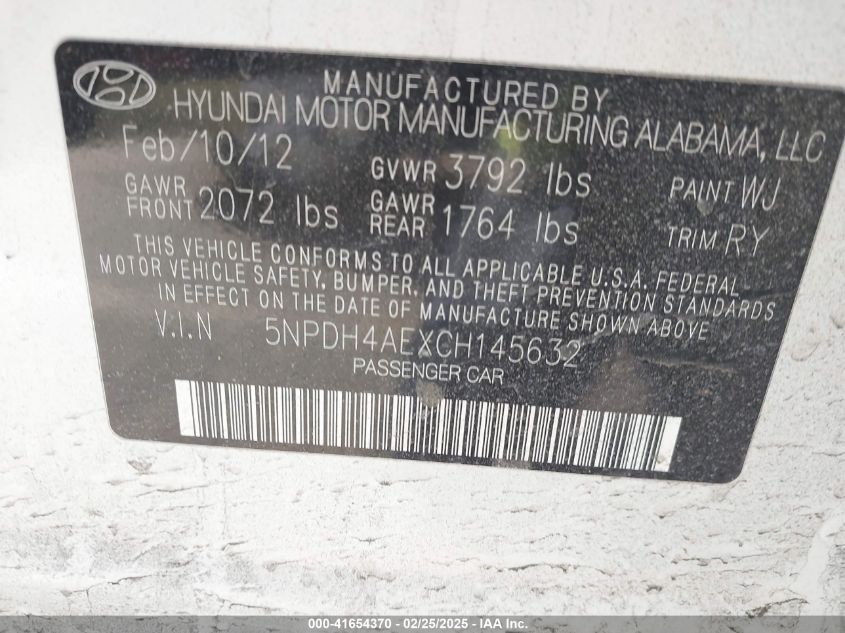 MANUFACTURED BY
HYUNDAI MOTOR MANUFACTURING ALABAMA, LLC
Feb/10/12 GVWR 3792 lbs PAINT WJ
GAWR FRONT 2072 lbs GAWR REAR 1764 lbs TRIM RY
THIS VEHICLE CONFORMS TO ALL APPLICABLE U.S.A. FEDERAL
MOTOR VEHICLE SAFETY, BUMPER, AND THEFT PREVENTION STANDARDS
IN EFFECT ON THE DATE OF MANUFACTURE SHOWN ABOVE
V.I.N 5NPDH4AEXCH145632
PASSENGER CAR
000-41654370 - 02/25/2025 - IAA Inc.